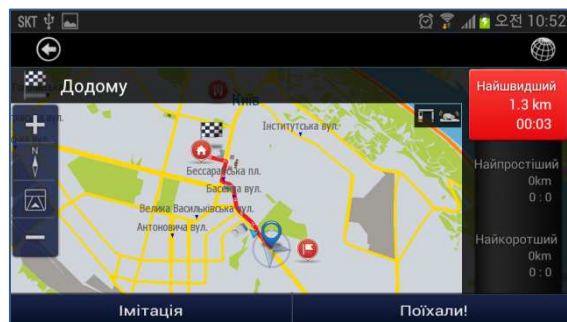 SKT 오전 10:52
Додому
Найшвидший
1.3 km
00:03
Найпростіший
0km
0 : 0
Найкоротший
0km
0 : 0
Київ
Інститутська вул.
Бессарабська пл.
Басейна вул.
Велика Васильківська вул.
Антоновича вул.
N
Імітація
Поїхали!